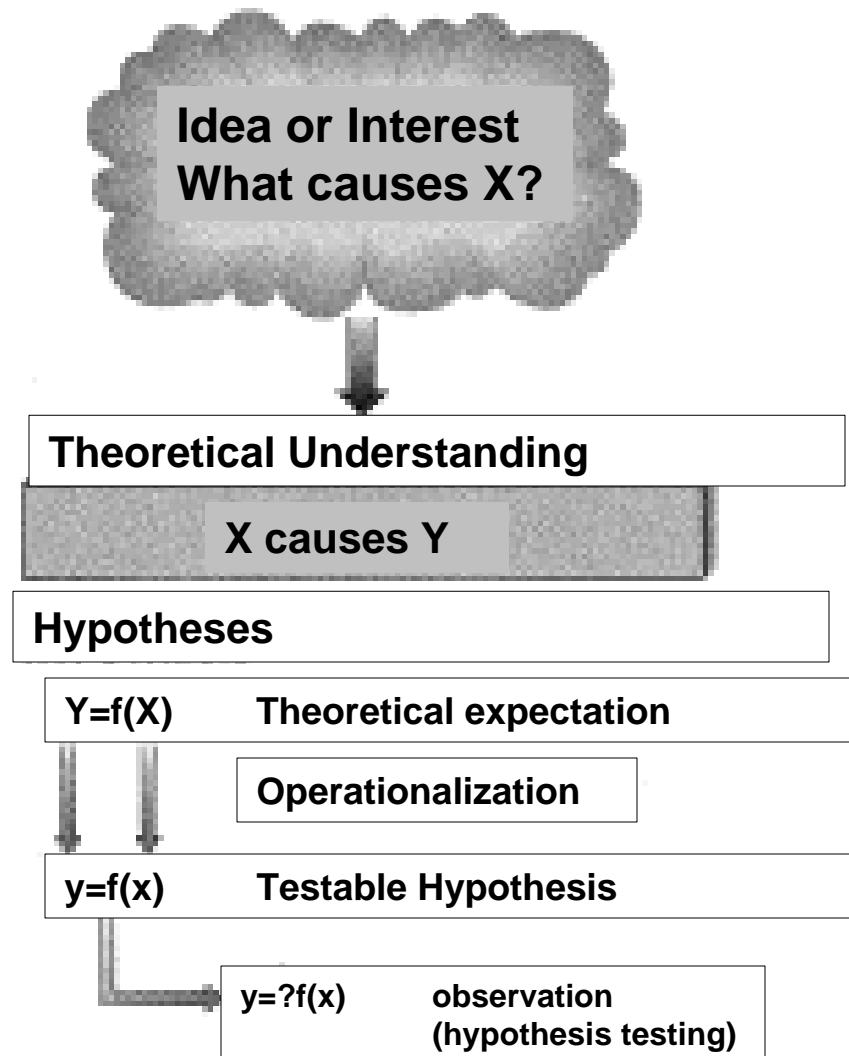 Idea or Interest
What causes X?
Theoretical Understanding
X causes Y
Hypotheses
Y=f(X) Theoretical expectation
Operationalization
y=f(x) Testable Hypothesis
y=?f(x) observation
(hypothesis testing)